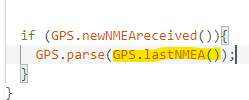 if (GPS.newNMEAreceived()){
GPS.parse(GPS.lastNMEA());
}
}